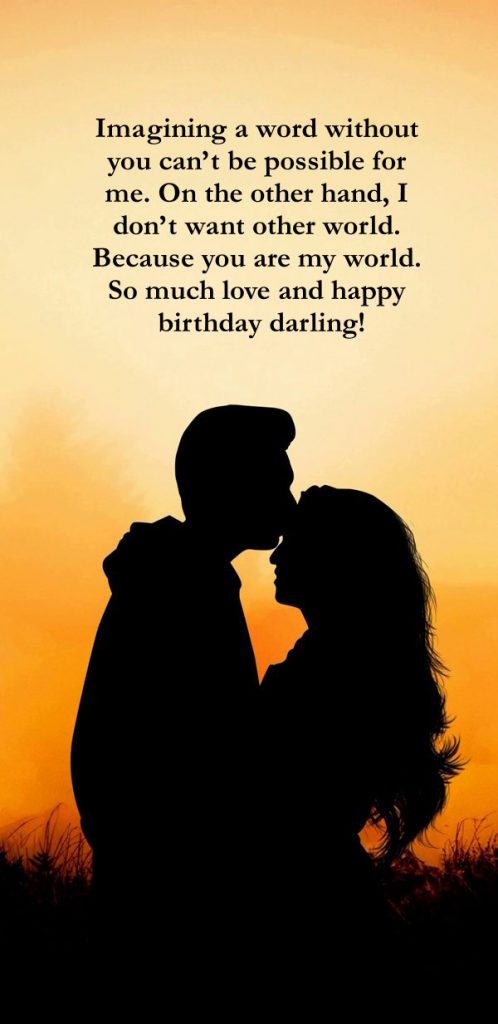 Imagining a word without
you can’t be possible for
me. On the other hand, I
don’t want other world.
Because you are my world.
So much love and happy
birthday darling!